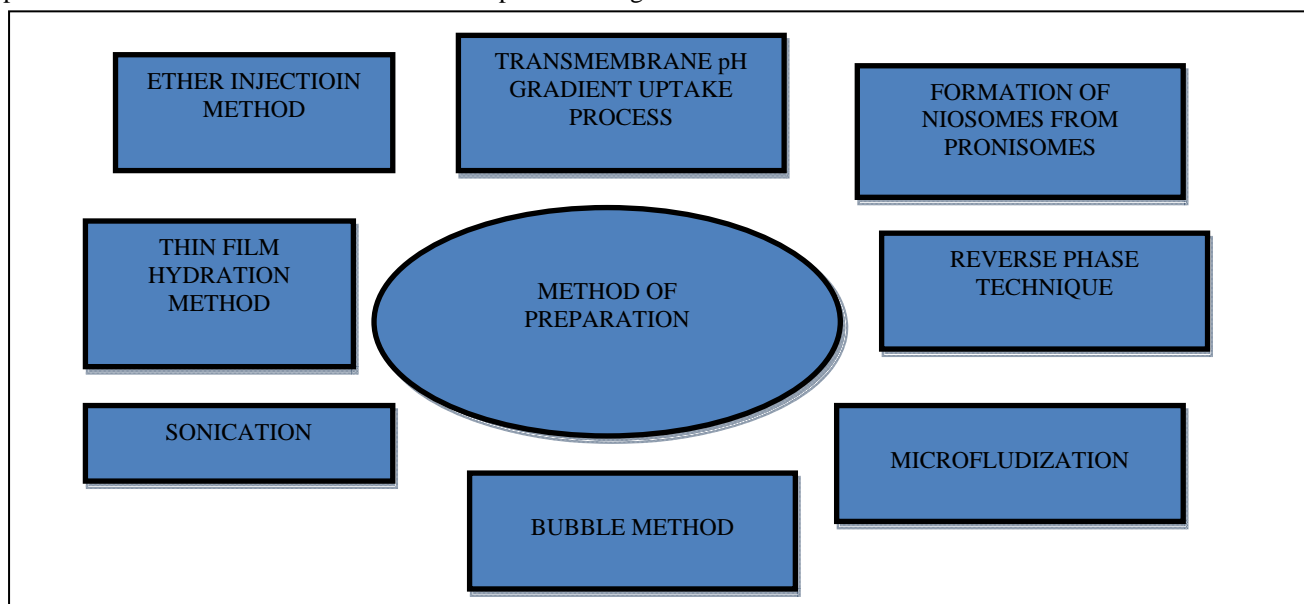 ETHER INJECTIOIN
METHOD
TRANSMEMBRANE pH
GRADIENT UPTAKE
PROCESS
FORMATION OF
NIOSOMES FROM
PRONISOMES
THIN FILM
HYDRATION
METHOD
METHOD OF
PREPARATION
REVERSE PHASE
TECHNIQUE
SONICATION
MICROFLUDIZATION
BUBBLE METHOD